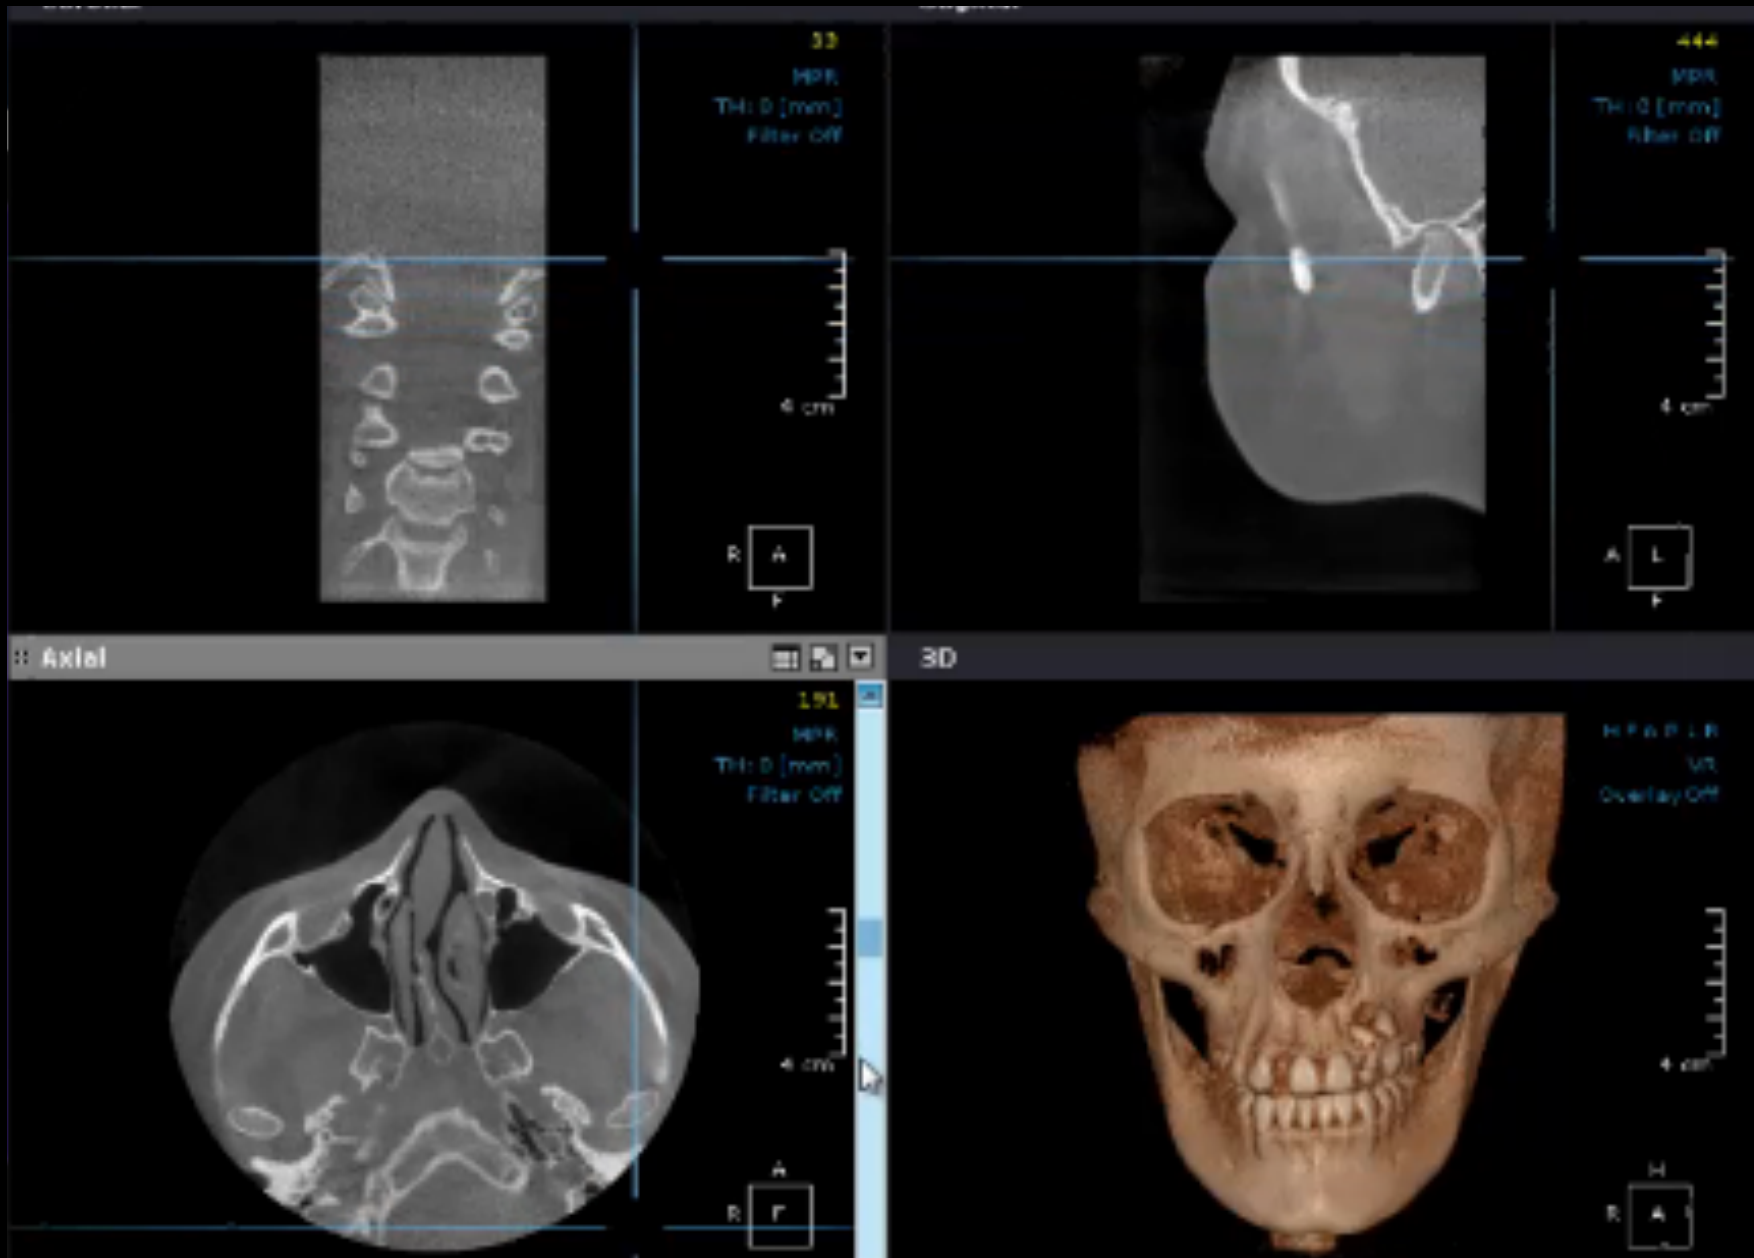 33
MPR
TH: 0 [mm]
Filter Off
4 cm
R
A
F
444
MPR
TH: 0 [mm]
Filter Off
4 cm
A
L
F
Axial
191
MPR
TH: 0 [mm]
Filter Off
4 cm
A
R
F
3D
H F A P L R
VR
Overlay Off
4 cm
H
R
A